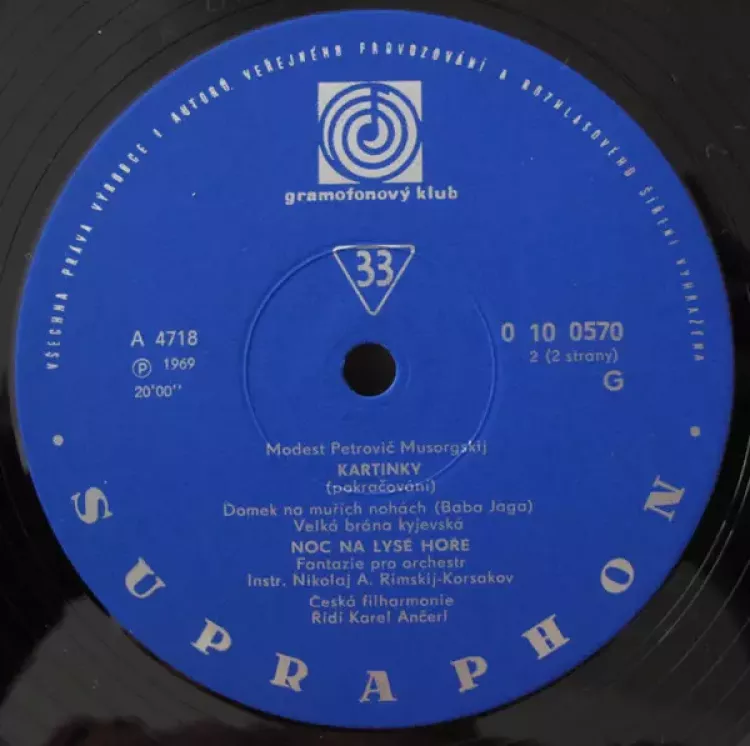 VŠECHNA PRÁVA VÝROBCE I AUTORŮ, VEŘEJNÉHO PROVOZOVÁNÍ A ROZHLASOVÉHO ŠÍŘENÍ VYHRAZENA
gramofonový klub
33
A 4718
Ⓟ 1969
20'00''
0 10 0570
2 (2 strany)
G
Modest Petrovič Musorgskij
KARTINKY
(pokračování)
Domek na muřích nohách (Baba Jaga)
Velká brána kyjevská
NOC NA LYSÉ HOŘE
Fantazie pro orchestr
Instr. Nikolaj A. Rimskij-Korsakov
Česká filharmonie
Řídí Karel Ančerl
· SUPRAPHON ·